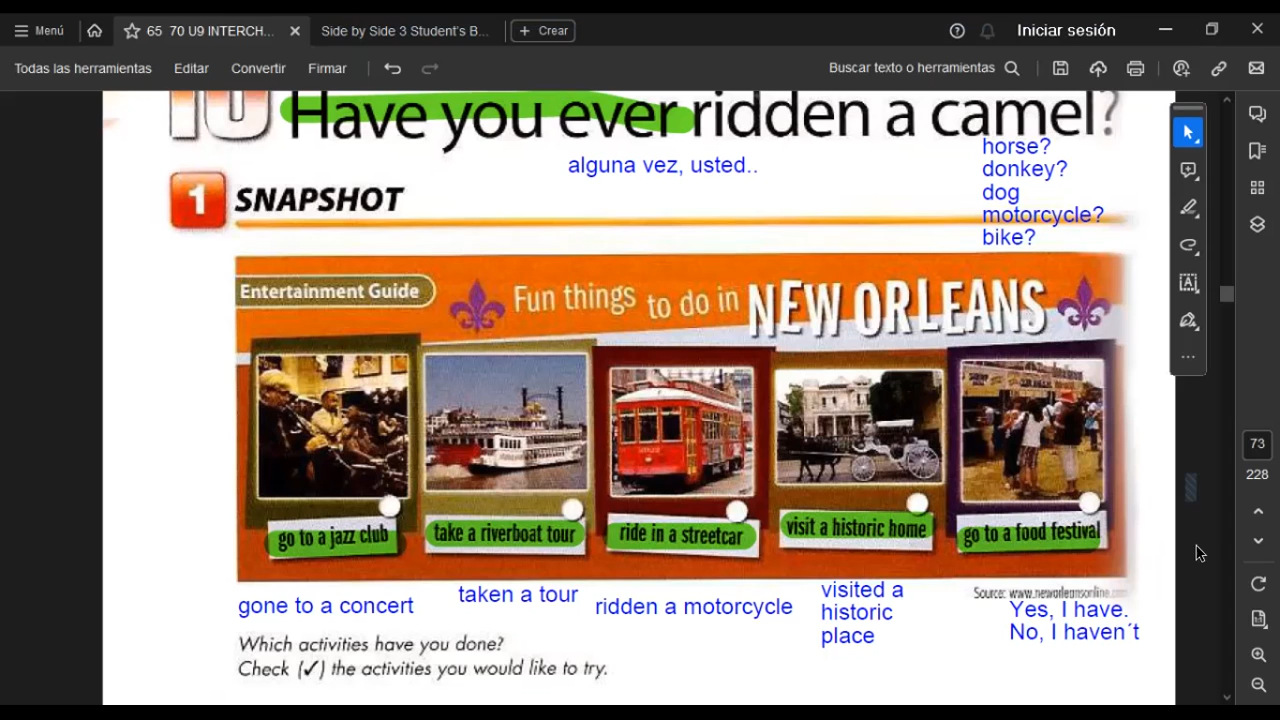 Menú
65 70 U9 INTERCH...
Side by Side 3 Student's B...
Crear
Iniciar sesión
Todas las herramientas
Editar
Convertir
Firmar
Buscar texto o herramientas
10 Have you ever ridden a camel?
alguna vez, usted..
horse?
donkey?
dog
motorcycle?
bike?
1 SNAPSHOT
Entertainment Guide
Fun things to do in NEW ORLEANS
go to a jazz club
take a riverboat tour
ride in a streetcar
visit a historic home
go to a food festival
gone to a concert
taken a tour
ridden a motorcycle
visited a
historic
place
Source: www.neworleansonline.com
Yes, I have.
No, I haven´t
Which activities have you done?
Check (✓) the activities you would like to try.
73
228